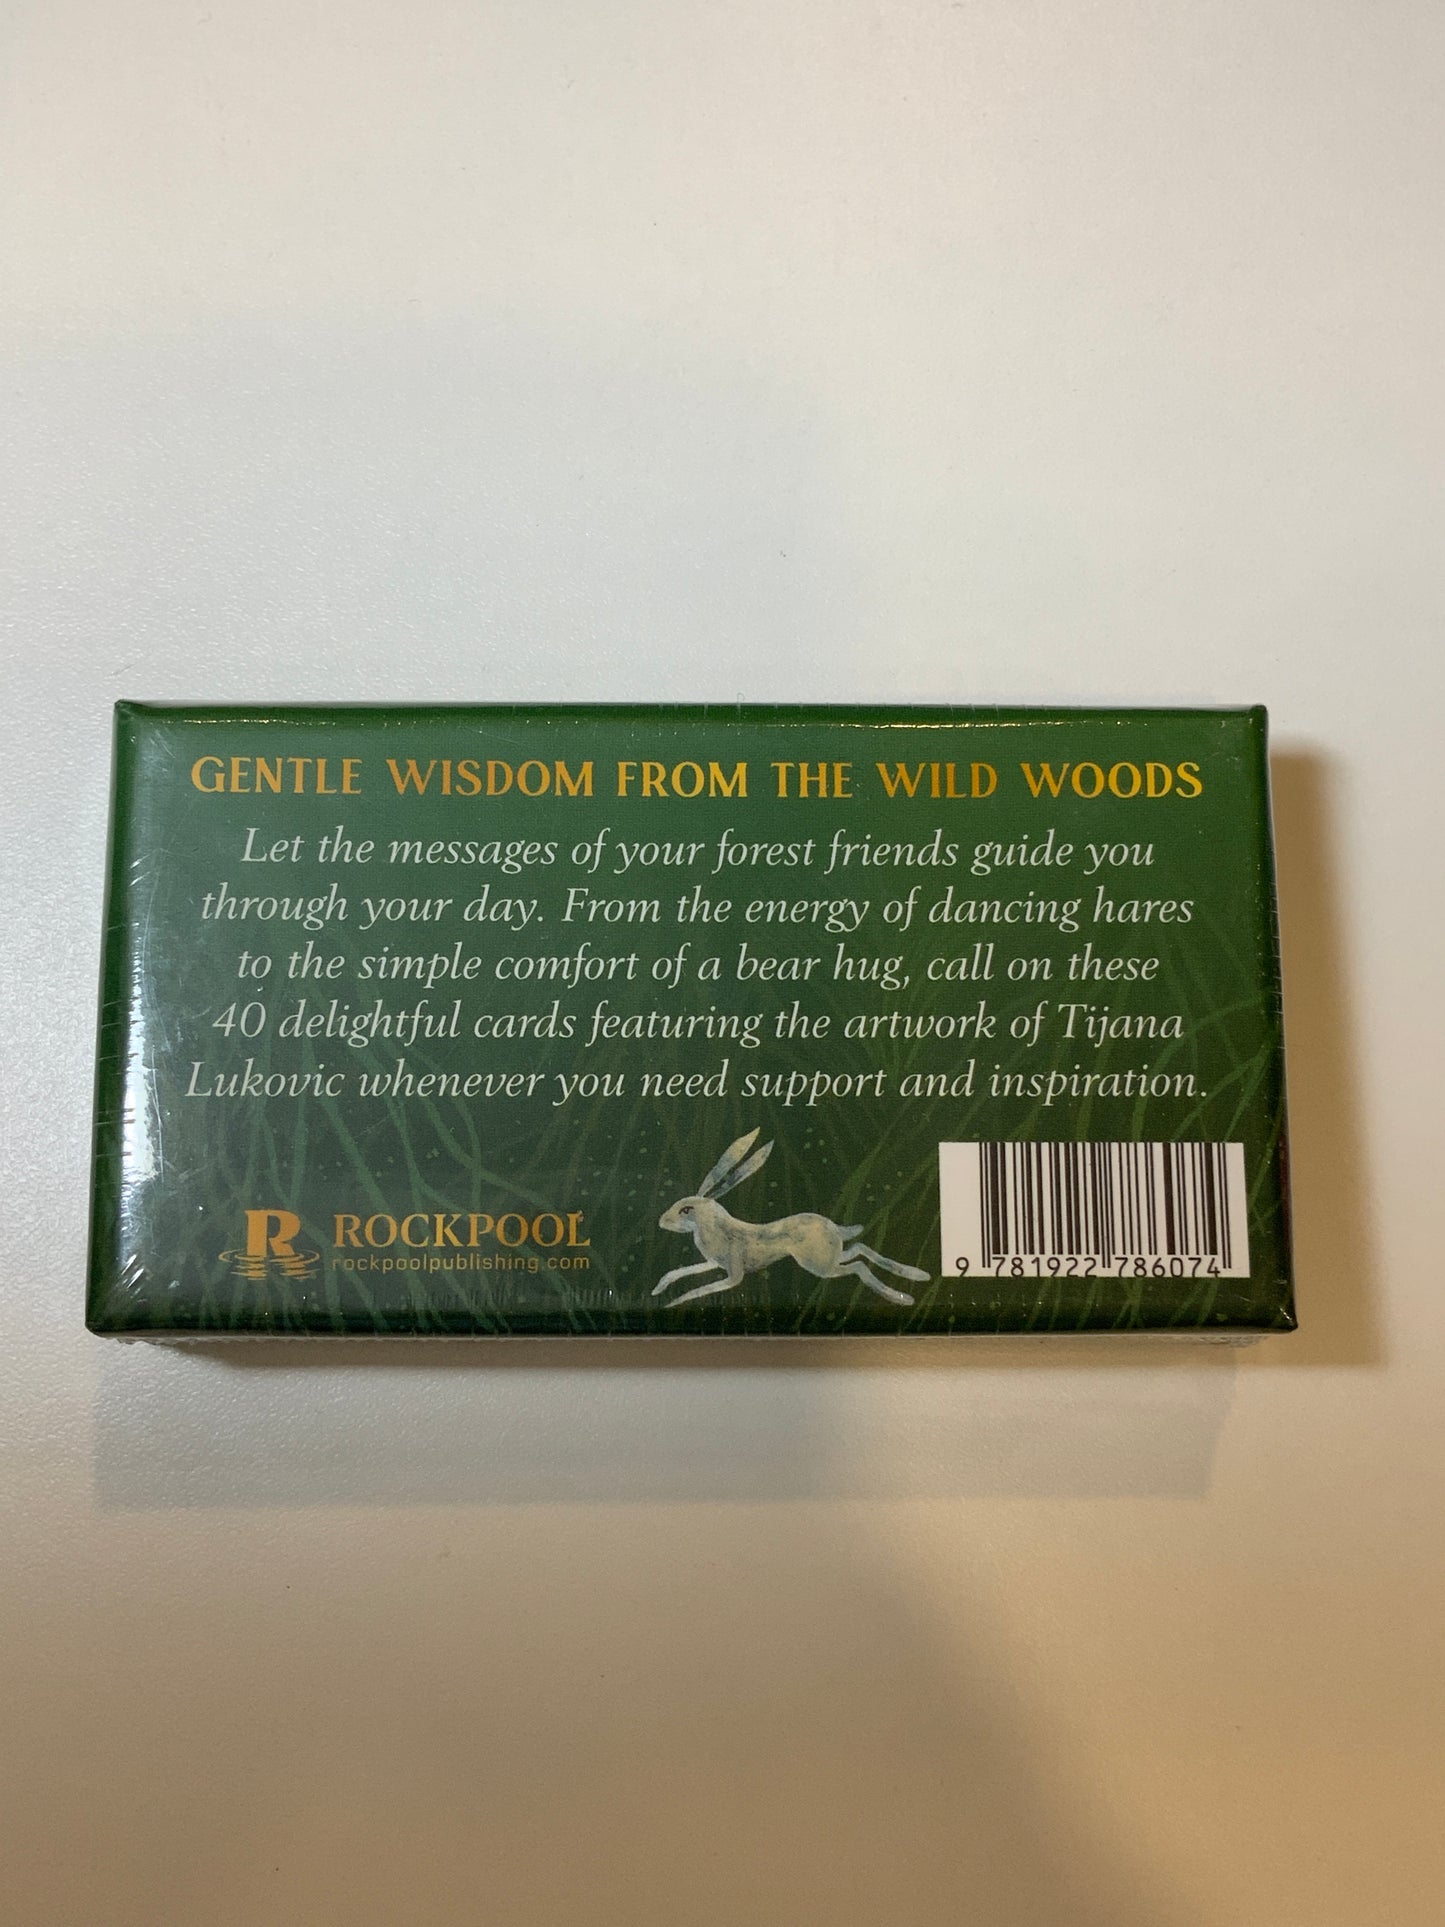 GENTLE WISDOM FROM THE WILD WOODS
Let the messages of your forest friends guide you
through your day. From the energy of dancing hares
to the simple comfort of a bear hug, call on these
40 delightful cards featuring the artwork of Tijana
Lukovic whenever you need support and inspiration.
R ROCKPOOL
rockpoolpublishing.com
9 781922 786074